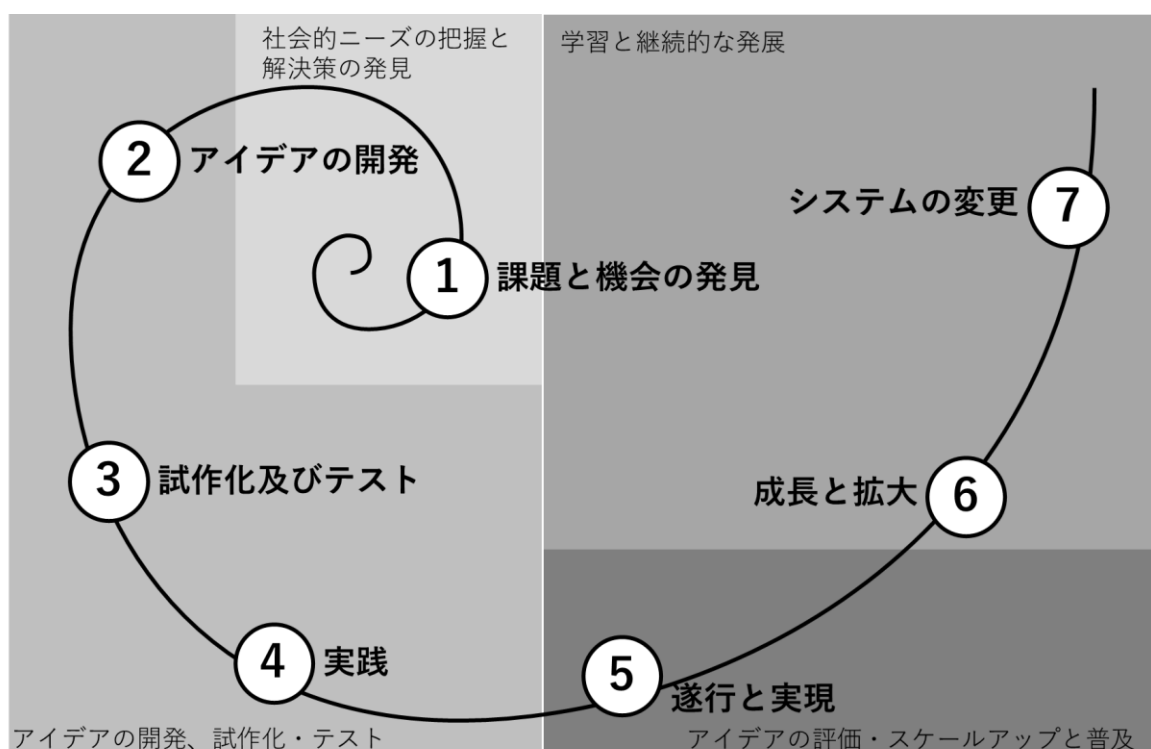 社会的ニーズの把握と
解決策の発見
学習と継続的な発展
2
アイデアの開発
システムの変更
7
1
課題と機会の発見
3
試作化及びテスト
成長と拡大
6
4
実践
5
遂行と実現
アイデアの開発、試作化・テスト
アイデアの評価・スケールアップと普及